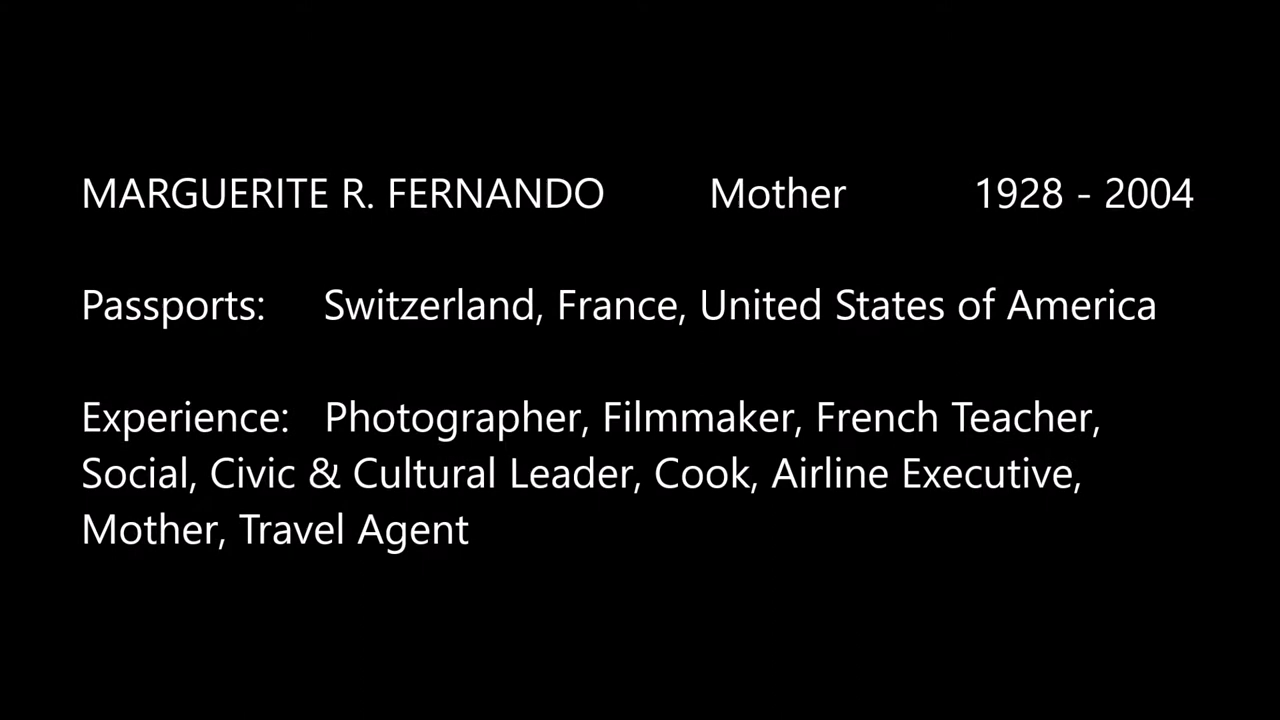 MARGUERITE R. FERNANDO Mother 1928 - 2004
Passports: Switzerland, France, United States of America
Experience: Photographer, Filmmaker, French Teacher,
Social, Civic & Cultural Leader, Cook, Airline Executive,
Mother, Travel Agent